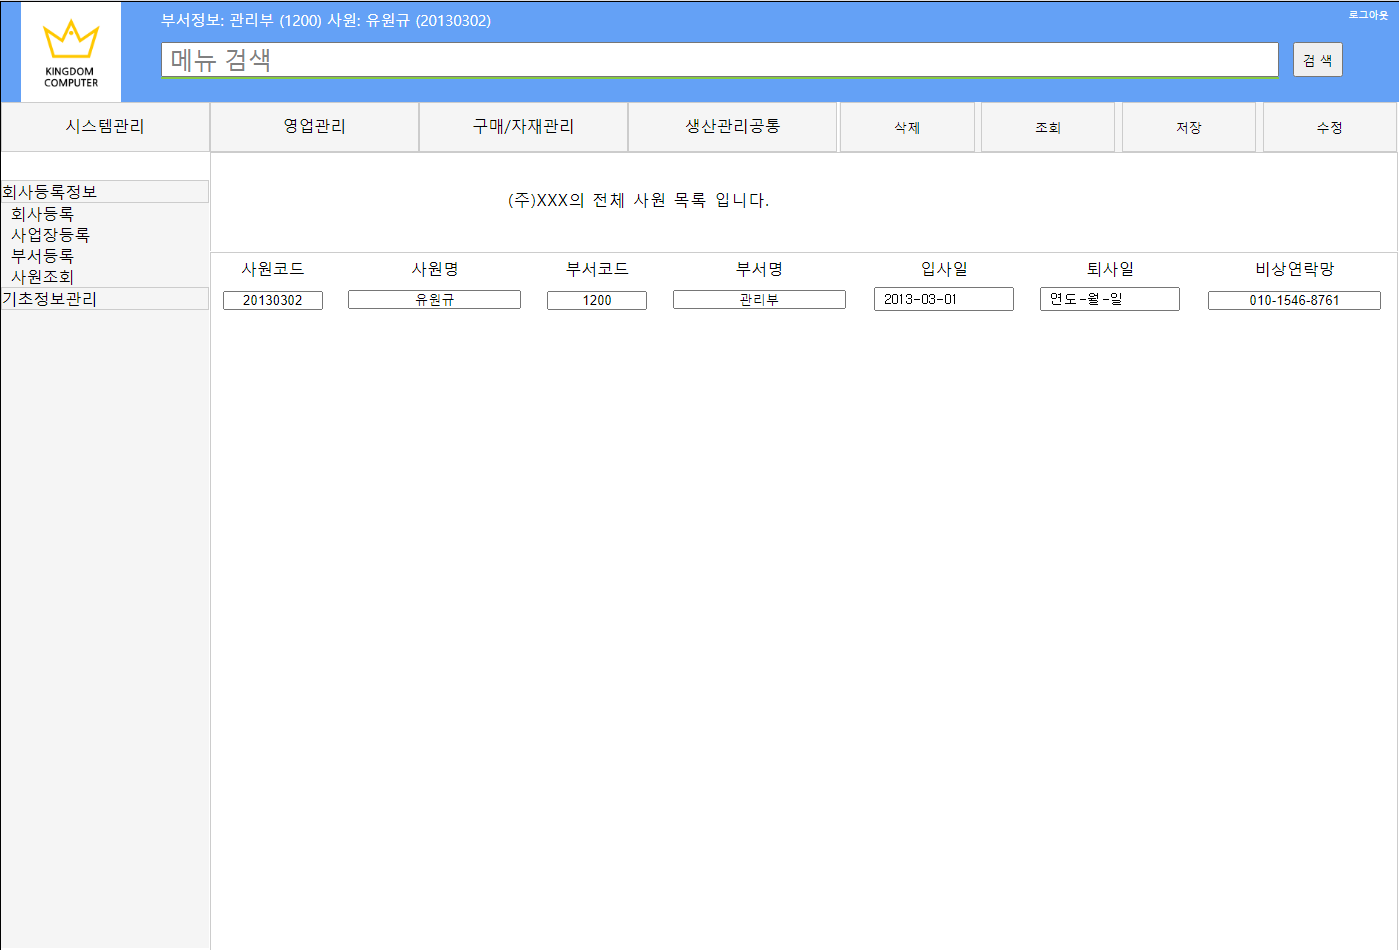 부서정보: 관리부 (1200) 사원: 유원규 (20130302)
로그아웃
KINGDOM
COMPUTER
메뉴 검색
검 색
시스템관리 영업관리 구매/자재관리 생산관리공통 삭제 조회 저장 수정
회사등록정보
회사등록
사업장등록
부서등록
사원조회
기초정보관리
(주)XXX의 전체 사원 목록 입니다.
사원코드 사원명 부서코드 부서명 입사일 퇴사일 비상연락망
20130302 유원규 1200 관리부 2013-03-01 연도-월-일 010-1546-8761